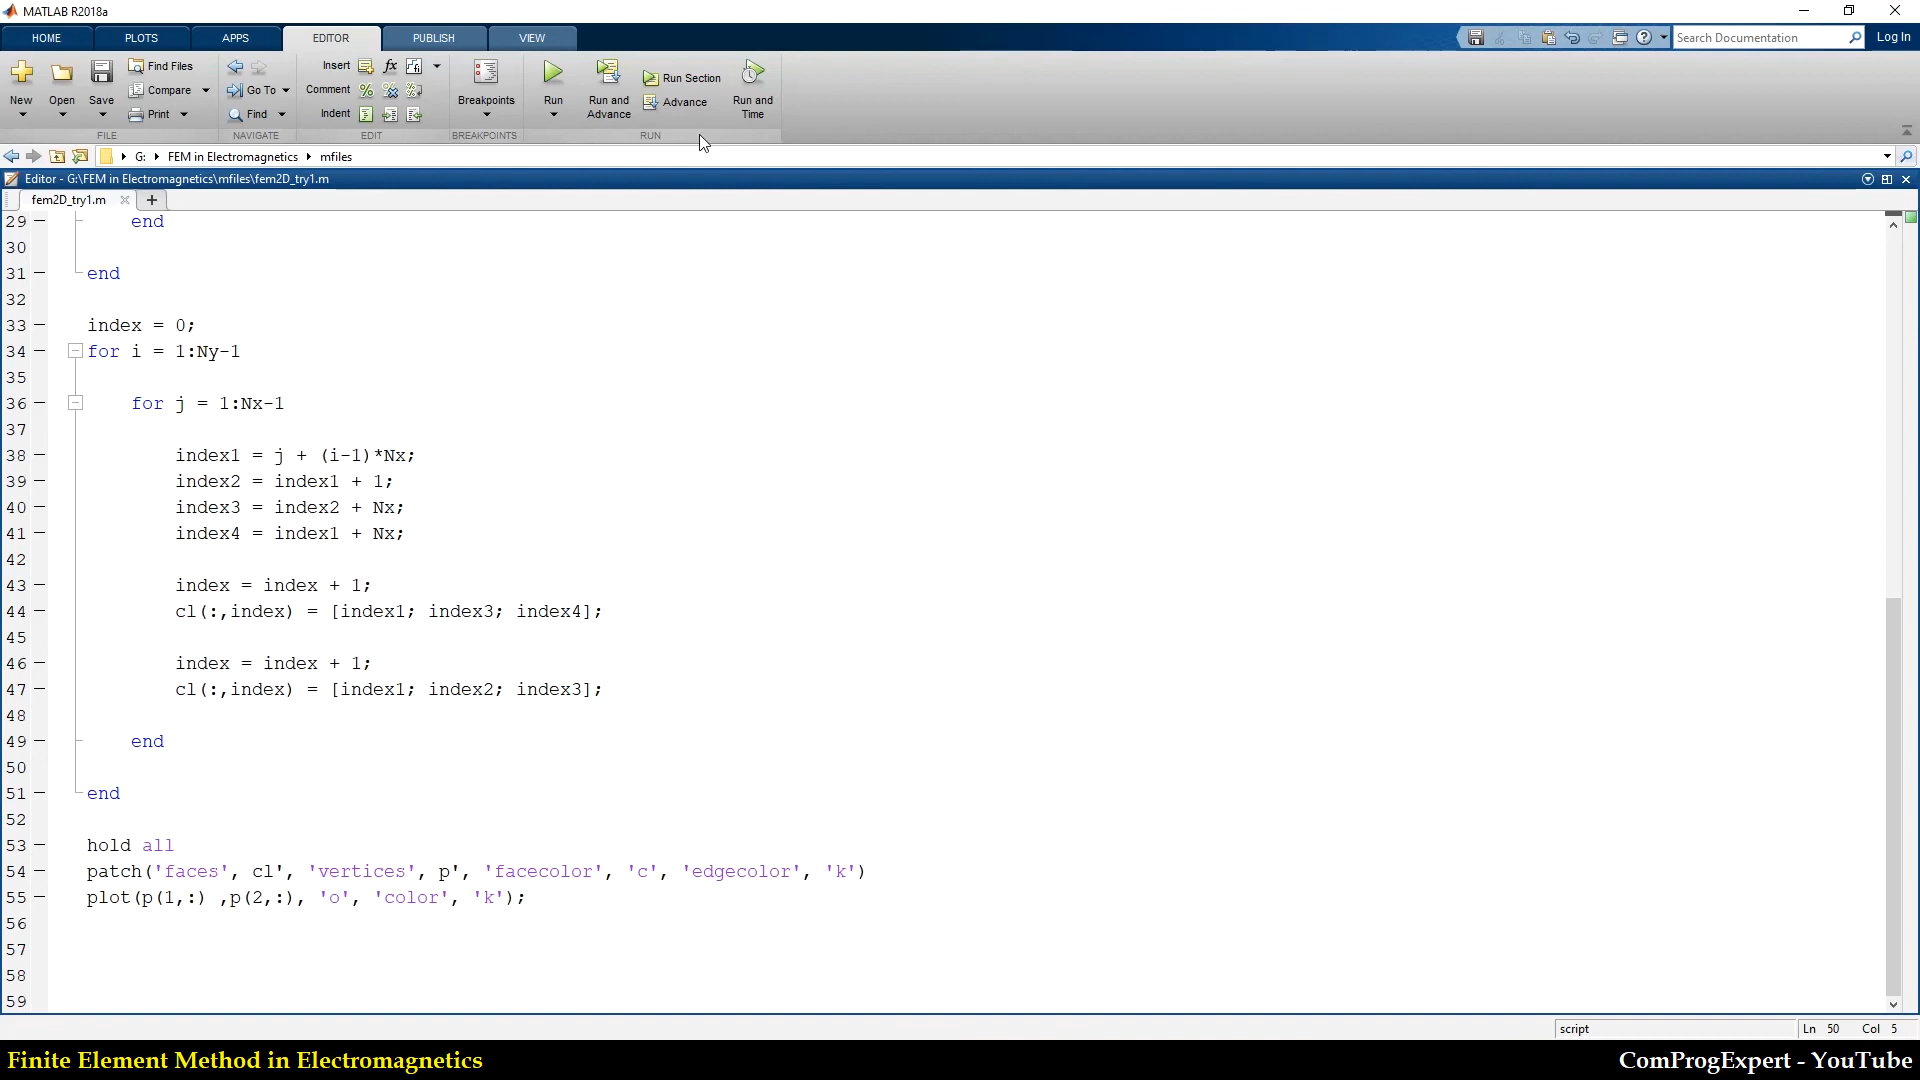 MATLAB R2018a
HOME PLOTS APPS EDITOR PUBLISH VIEW
Search Documentation Log In
New Open Save Find Files Compare Print
Go To Find
Insert fx Comment Indent
Breakpoints
Run Run and Advance Run Section Advance Run and Time
FILE NAVIGATE EDIT BREAKPOINTS RUN
G: FEM in Electromagnetics mfiles
Editor - G:\FEM in Electromagnetics\mfiles\fem2D_try1.m
fem2D_try1.m
29 end
30
31 end
32
33 index = 0;
34 for i = 1:Ny-1
35
36 for j = 1:Nx-1
37
38 index1 = j + (i-1)*Nx;
39 index2 = index1 + 1;
40 index3 = index2 + Nx;
41 index4 = index1 + Nx;
42
43 index = index + 1;
44 cl(:,index) = [index1; index3; index4];
45
46 index = index + 1;
47 cl(:,index) = [index1; index2; index3];
48
49 end
50
51 end
52
53 hold all
54 patch('faces', cl', 'vertices', p', 'facecolor', 'c', 'edgecolor', 'k')
55 plot(p(1,:) ,p(2,:), 'o', 'color', 'k');
56
57
58
59
script Ln 50 Col 5
Finite Element Method in Electromagnetics
ComProgExpert - YouTube